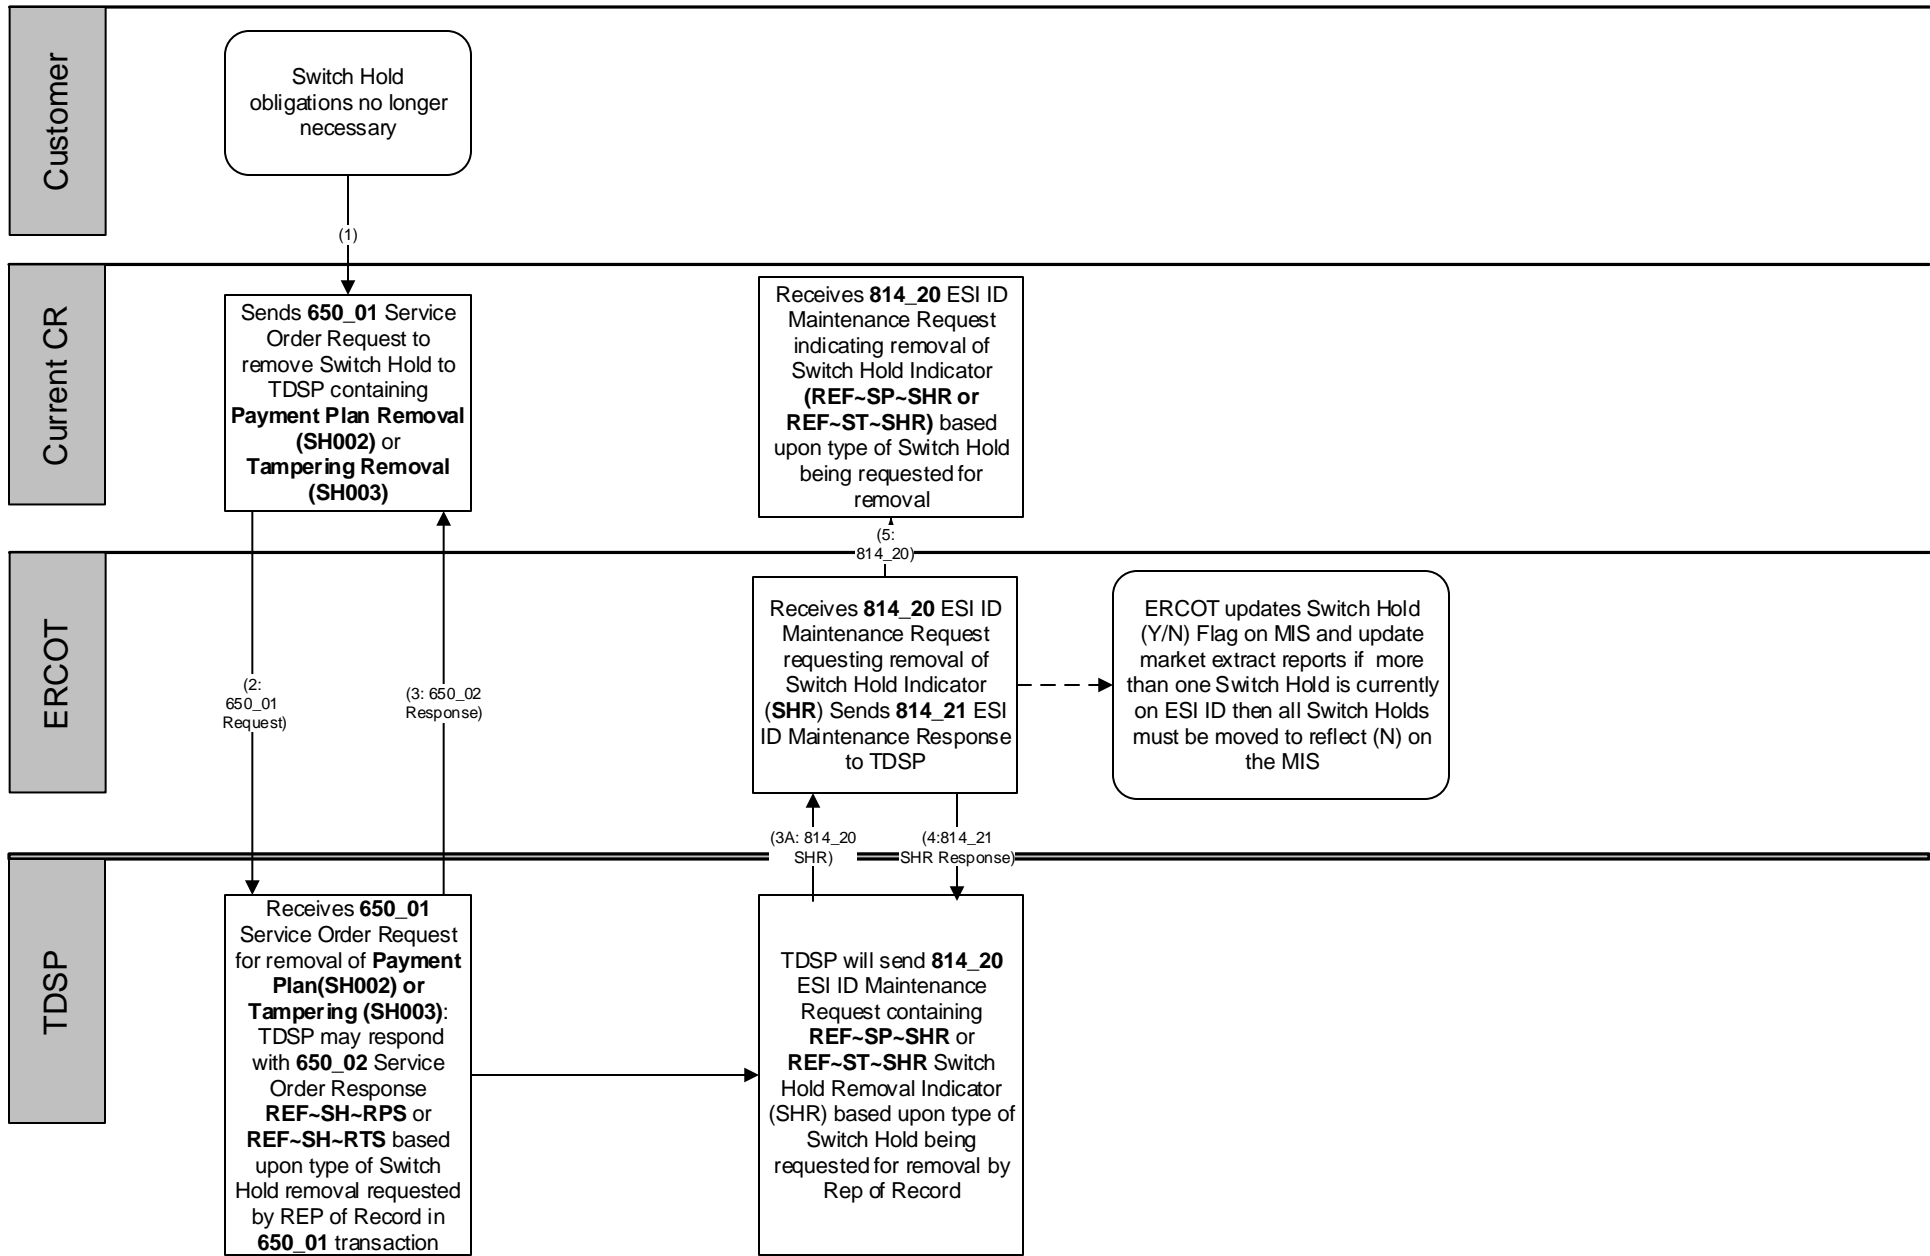 Customer
Switch Hold
obligations no longer
necessary
(1)
Current CR
Sends 650_01 Service
Order Request to
remove Switch Hold to
TDSP containing
Payment Plan Removal
(SH002) or
Tampering Removal
(SH003)
Receives 814_20 ESI ID
Maintenance Request
indicating removal of
Switch Hold Indicator
(REF~SP~SHR or
REF~ST~SHR) based
upon type of Switch Hold
being requested for
removal
(5:
814_20)
ERCOT
(2:
650_01
Request)
(3: 650_02
Response)
Receives 814_20 ESI ID
Maintenance Request
requesting removal of
Switch Hold Indicator
(SHR) Sends 814_21 ESI
ID Maintenance Response
to TDSP
ERCOT updates Switch Hold
(Y/N) Flag on MIS and update
market extract reports if more
than one Switch Hold is currently
on ESI ID then all Switch Holds
must be moved to reflect (N) on
the MIS
(3A: 814_20
SHR)
(4:814_21
SHR Response)
TDSP
Receives 650_01
Service Order Request
for removal of Payment
Plan(SH002) or
Tampering (SH003):
TDSP may respond
with 650_02 Service
Order Response
REF~SH~RPS or
REF~SH~RTS based
upon type of Switch
Hold removal requested
by REP of Record in
650_01 transaction
TDSP will send 814_20
ESI ID Maintenance
Request containing
REF~SP~SHR or
REF~ST~SHR Switch
Hold Removal Indicator
(SHR) based upon type of
Switch Hold being
requested for removal by
Rep of Record